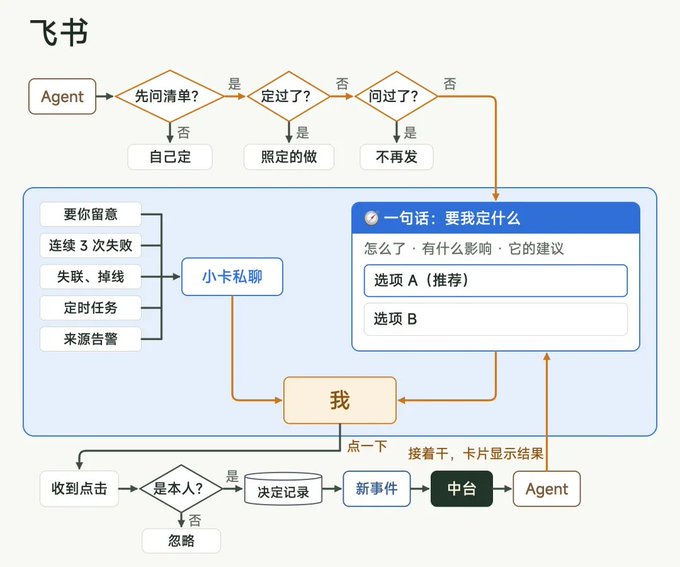 飞书
Agent
先问清单？
是
定过了？
否
问过了？
否
否
是
是
自己定
照定的做
不再发
要你留意
连续 3 次失败
失联、掉线
定时任务
来源告警
小卡私聊
一句话：要我定什么
怎么了 · 有什么影响 · 它的建议
选项 A（推荐）
选项 B
我
点一下
接着干，卡片显示结果
收到点击
是本人？
是
决定记录
新事件
中台
Agent
否
忽略